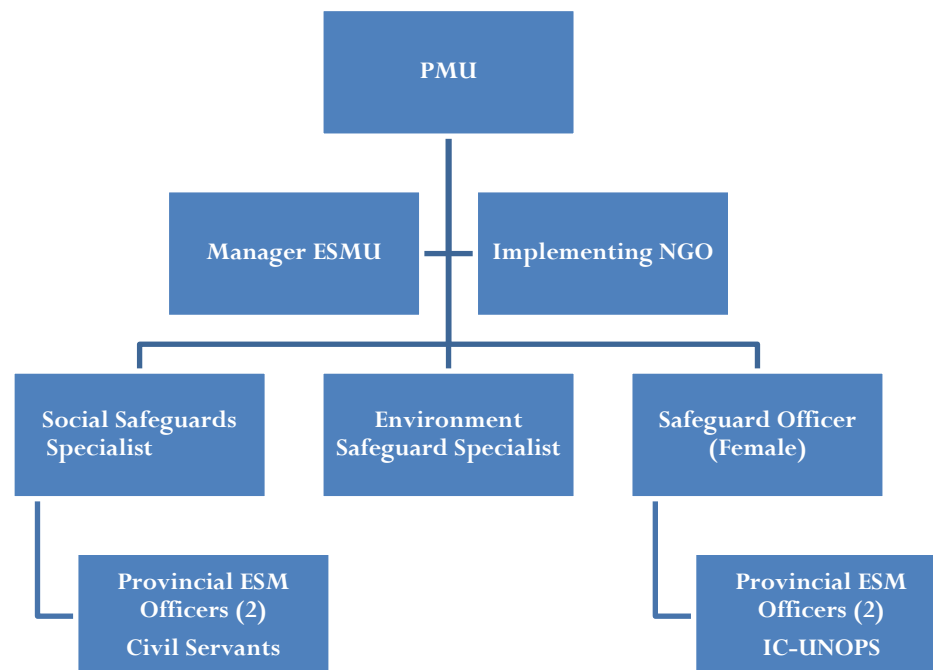 PMU
Manager ESMU
Implementing NGO
Social Safeguards
Specialist
Environment
Safeguard Specialist
Safeguard Officer
(Female)
Provincial ESM
Officers (2)
Civil Servants
Provincial ESM
Officers (2)
IC-UNOPS